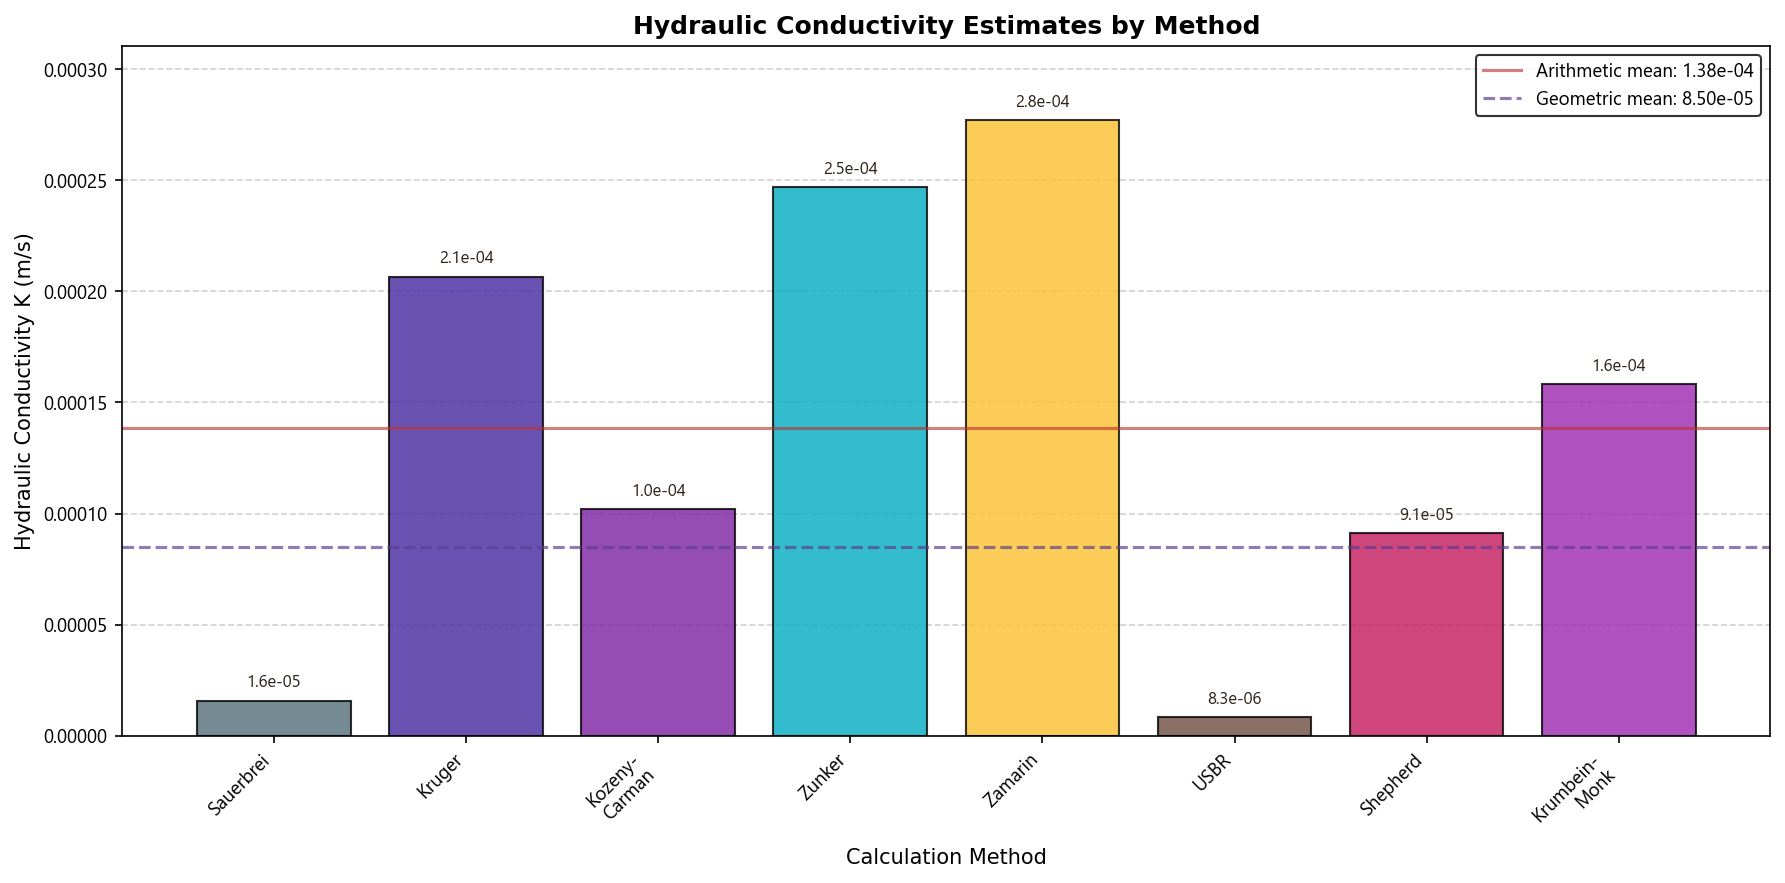 Hydraulic Conductivity Estimates by Method
Arithmetic mean: 1.38e-04
Geometric mean: 8.50e-05
Hydraulic Conductivity K (m/s)
0.00030
0.00025
0.00020
0.00015
0.00010
0.00005
0.00000
1.6e-05
2.1e-04
1.0e-04
2.5e-04
2.8e-04
8.3e-06
9.1e-05
1.6e-04
Sauerbrei
Kruger
Kozeny-
Carman
Zunker
Zamarin
USBR
Shepherd
Krumbein-
Monk
Calculation Method